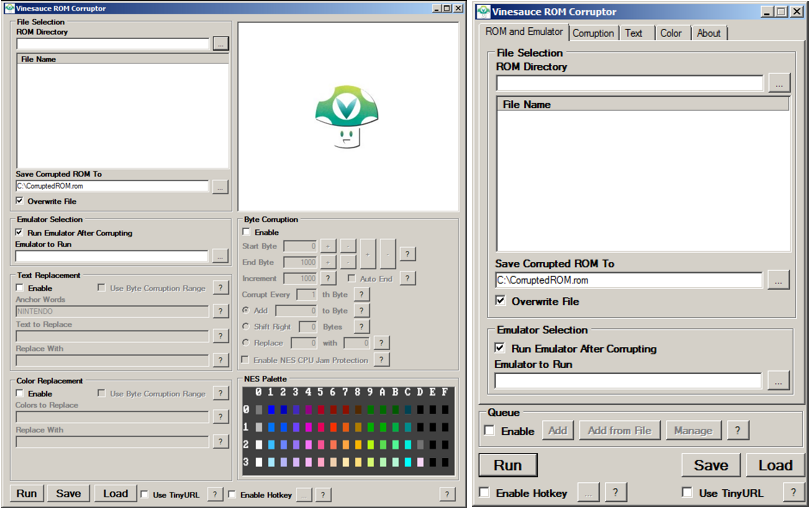 Vinesauce ROM Corruptor
File Selection
ROM Directory
...
File Name
Save Corrupted ROM To
C:\CorruptedROM.rom
...
Overwrite File
Emulator Selection
Run Emulator After Corrupting
Emulator to Run
...
Text Replacement
Enable Use Byte Corruption Range ?
Anchor Words
NINTENDO ?
Text to Replace
?
Replace With
?
Color Replacement
Enable Use Byte Corruption Range ?
Colors to Replace
?
Replace With
?
Byte Corruption
Enable
Start Byte 0 + - + - ?
End Byte 1000 + -
Increment 1000 ? Auto End ?
Corrupt Every 1 th Byte ?
Add 0 to Byte ?
Shift Right 0 Bytes ?
Replace 0 with 0 ?
Enable NES CPU Jam Protection ?
NES Palette
0 1 2 3 4 5 6 7 8 9 A B C D E F
0
1
2
3
Run Save Load Use TinyURL ? Enable Hotkey ... ? ?
Vinesauce ROM Corruptor
ROM and Emulator Corruption Text Color About
File Selection
ROM Directory
...
File Name
Save Corrupted ROM To
C:\CorruptedROM.rom ...
Overwrite File
Emulator Selection
Run Emulator After Corrupting
Emulator to Run
...
Queue
Enable Add Add from File Manage ?
Run Save Load
Enable Hotkey ... ? Use TinyURL ?